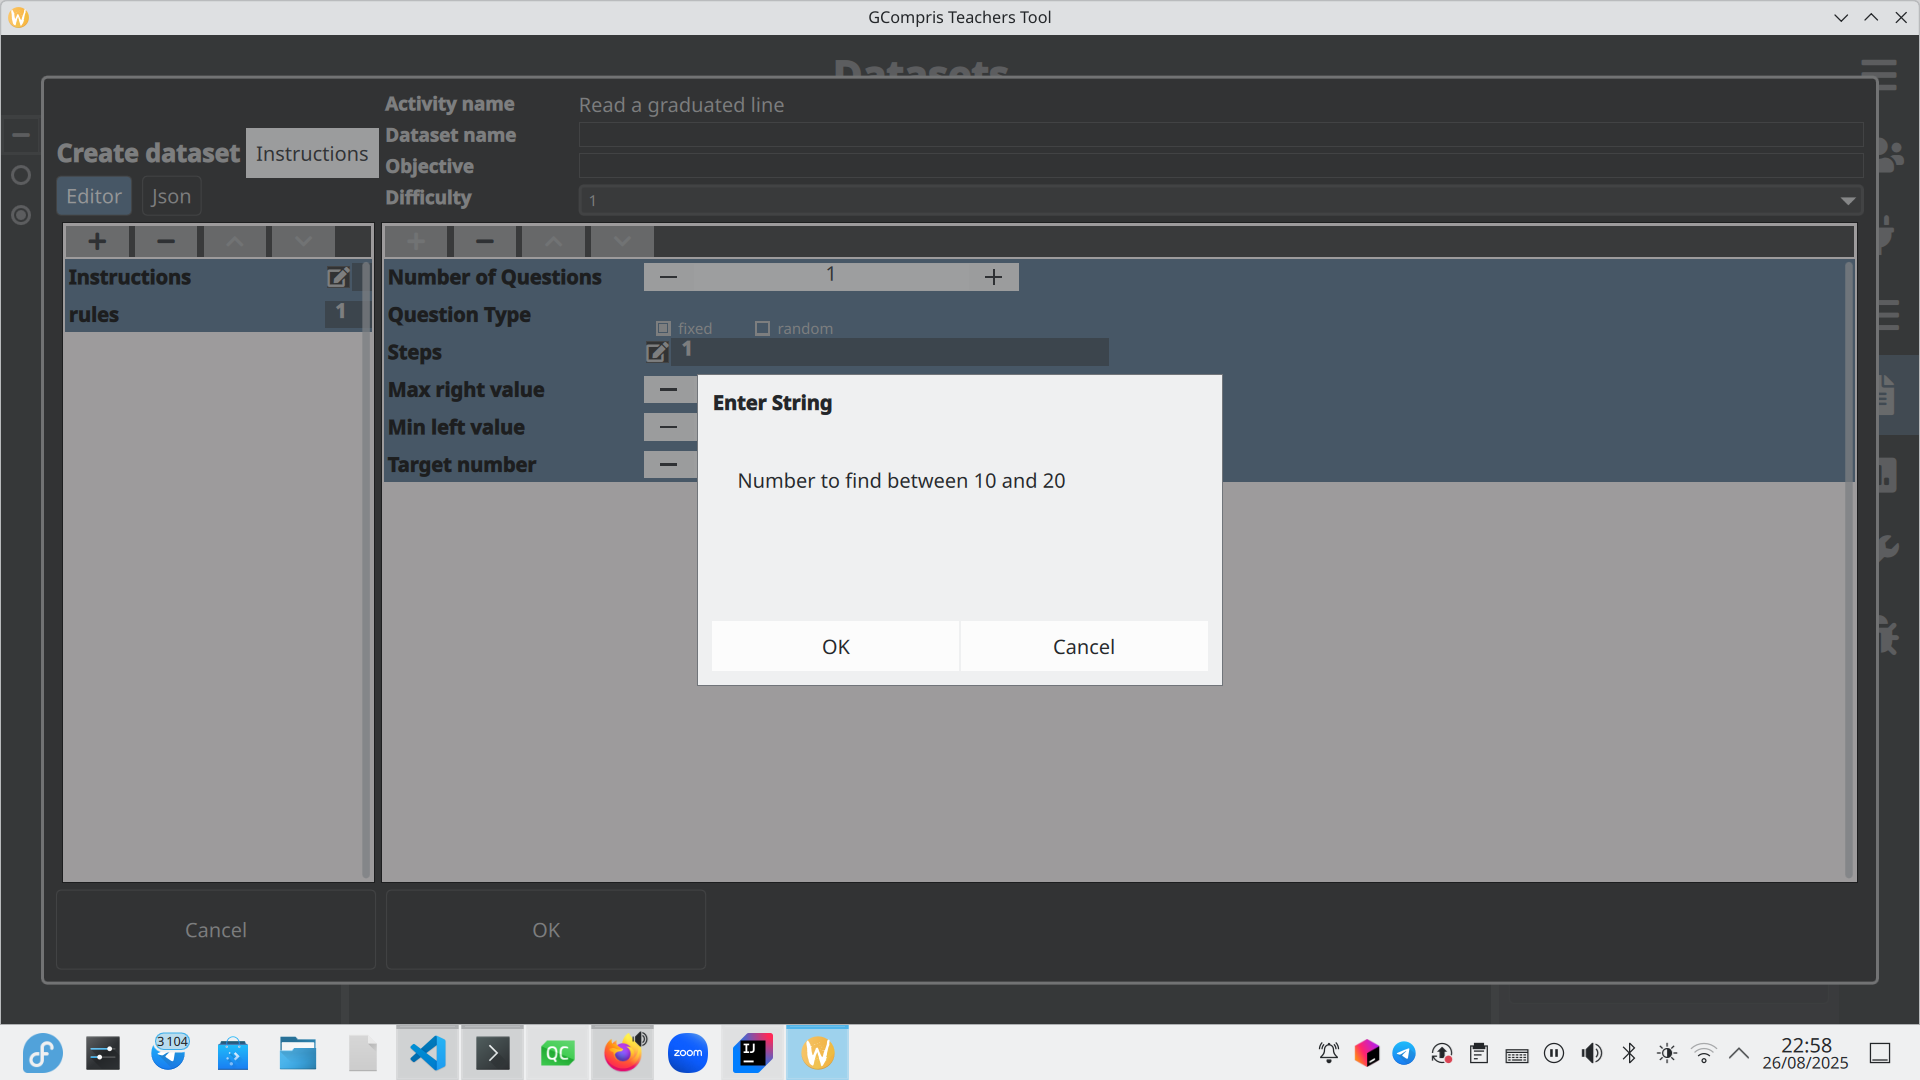 GCompris Teachers Tool
Datasets
Activity name
Read a graduated line
Dataset name
Create dataset
Instructions
Objective
Editor
Json
Difficulty
1
Instructions
Number of Questions
1
rules
1
Question Type
fixed
random
Steps
1
Max right value
Enter String
Min left value
Target number
Number to find between 10 and 20
OK
Cancel
Cancel
OK
3104
QC
zoom
IJ
22:58
26/08/2025